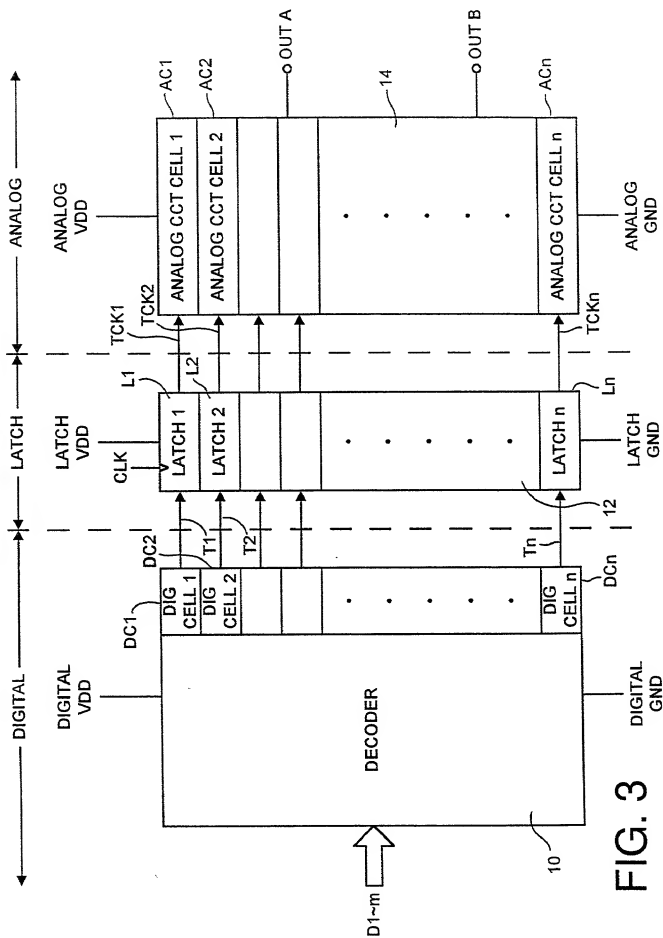 DIGITAL
LATCH
ANALOG
DIGITAL
VDD
LATCH
VDD
ANALOG
VDD
CLK
DC1
DC2
L1
L2
TCK1
TCK2
AC1
AC2
DIG
CELL 1
DIG
CELL 2
T1
T2
LATCH 1
LATCH 2
ANALOG CCT CELL 1
ANALOG CCT CELL 2
OUT A
D1~m
DECODER
14
OUT B
10
12
DIG
CELL n
Tn
LATCH n
TCKn
ANALOG CCT CELL n
DCn
Ln
ACn
DIGITAL
GND
LATCH
GND
ANALOG
GND
FIG. 3